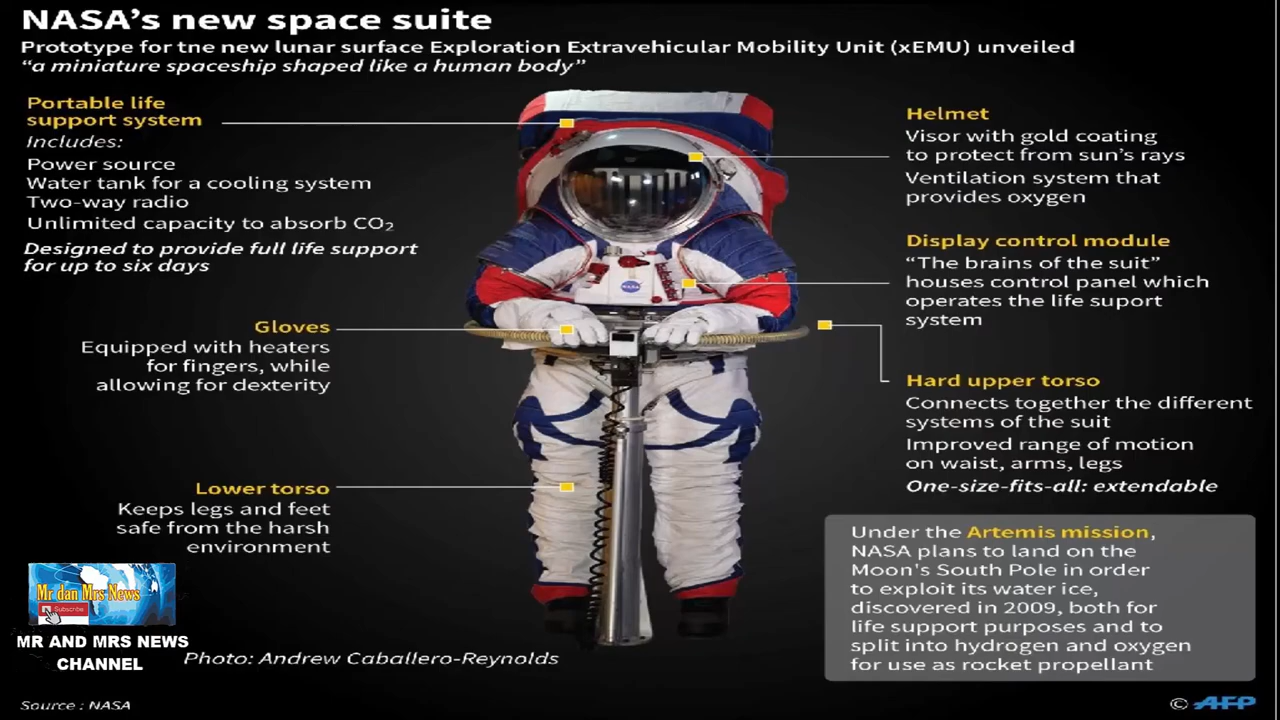 NASA's new space suite
Prototype for tne new lunar surface Exploration Extravehicular Mobility Unit (xEMU) unveiled
“a miniature spaceship shaped like a human body”
Portable life
support system
Includes:
Power source
Water tank for a cooling system
Two-way radio
Unlimited capacity to absorb CO₂
Designed to provide full life support
for up to six days
Gloves
Equipped with heaters
for fingers, while
allowing for dexterity
Lower torso
Keeps legs and feet
safe from the harsh
environment
Helmet
Visor with gold coating
to protect from sun's rays
Ventilation system that
provides oxygen
Display control module
“The brains of the suit”
houses control panel which
operates the life suport
system
Hard upper torso
Connects together the different
systems of the suit
Improved range of motion
on waist, arms, legs
One-size-fits-all: extendable
Under the Artemis mission,
NASA plans to land on the
Moon's South Pole in order
to exploit its water ice,
discovered in 2009, both for
life support purposes and to
split into hydrogen and oxygen
for use as rocket propellant
NASA
Mr dan Mrs News
Subscribe
MR AND MRS NEWS
CHANNEL
Photo: Andrew Caballero-Reynolds
Source : NASA
© AFP